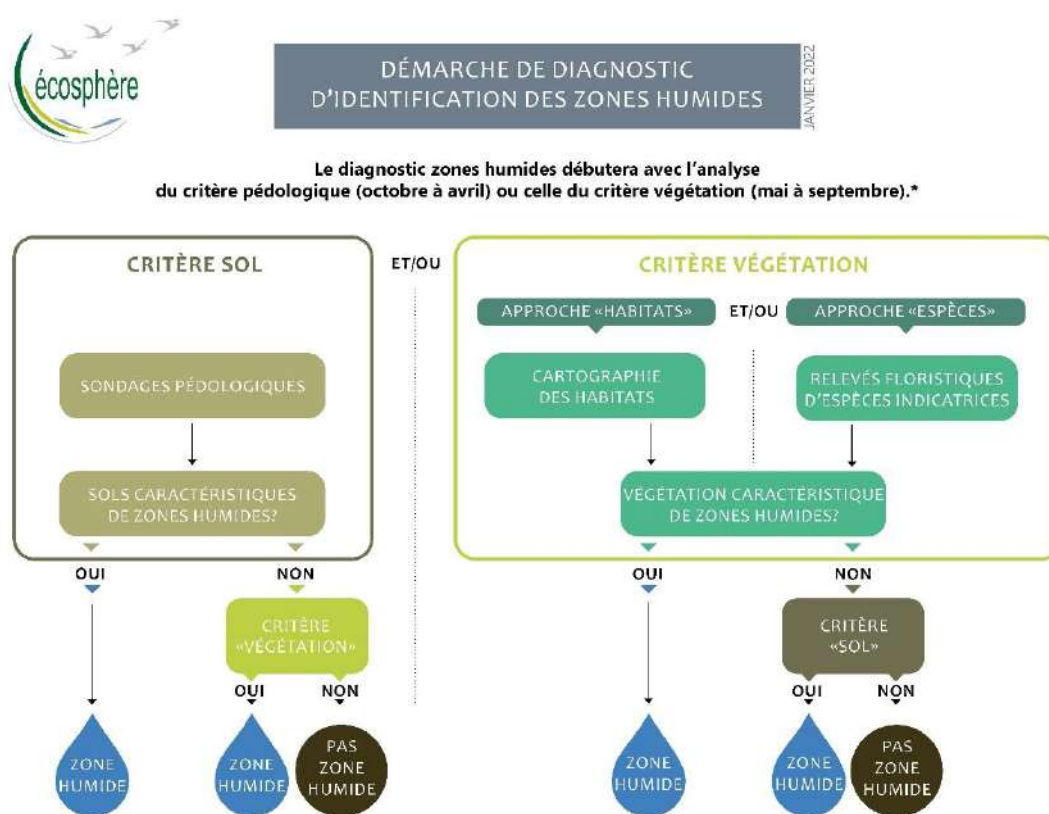 écosphère
DÉMARCHE DE DIAGNOSTIC
D'IDENTIFICATION DES ZONES HUMIDES
JANVIER 2022
Le diagnostic zones humides débutera avec l'analyse
du critère pédologique (octobre à avril) ou celle du critère végétation (mai à septembre).*
CRITÈRE SOL
SONDAGES PÉDOLOGIQUES
SOLS CARACTÉRISTIQUES
DE ZONES HUMIDES?
OUI
NON
CRITÈRE
«VÉGÉTATION»
OUI
NON
ZONE
HUMIDE
ZONE
HUMIDE
PAS
ZONE
HUMIDE
ET/OU
CRITÈRE VÉGÉTATION
APPROCHE «HABITATS»
ET/OU
APPROCHE «ESPÈCES»
CARTOGRAPHIE
DES HABITATS
RELEVÉS FLORISTIQUES
D'ESPÈCES INDICATRICES
VÉGÉTATION CARACTÉRISTIQUE
DE ZONES HUMIDES?
OUI
NON
CRITÈRE
«SOL»
OUI
NON
ZONE
HUMIDE
ZONE
HUMIDE
PAS
ZONE
HUMIDE